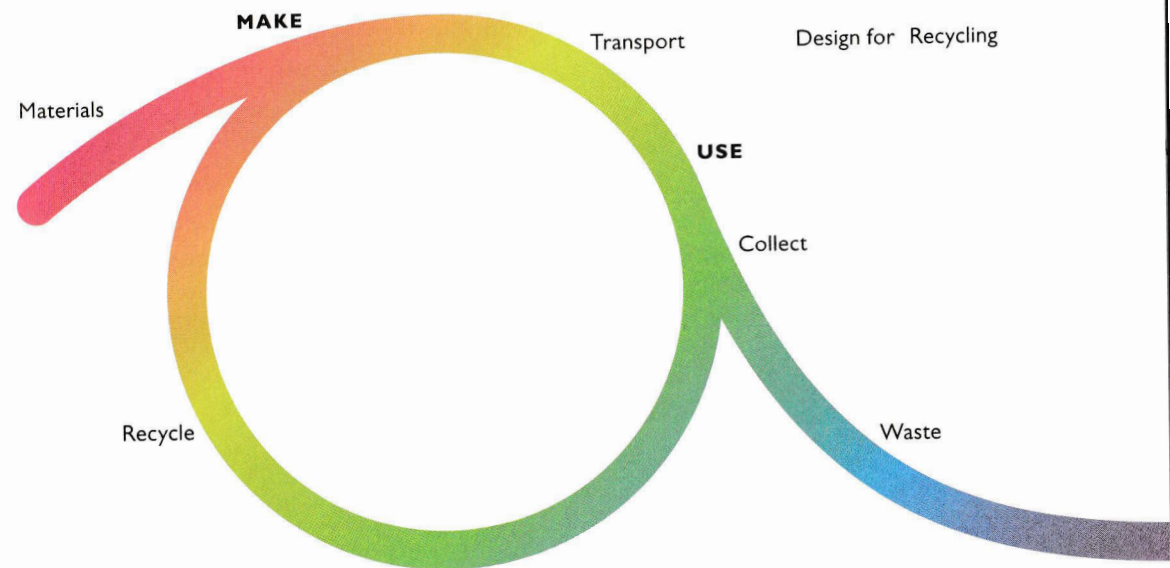 MAKE
Transport
Design for Recycling
Materials
USE
Collect
Recycle
Waste